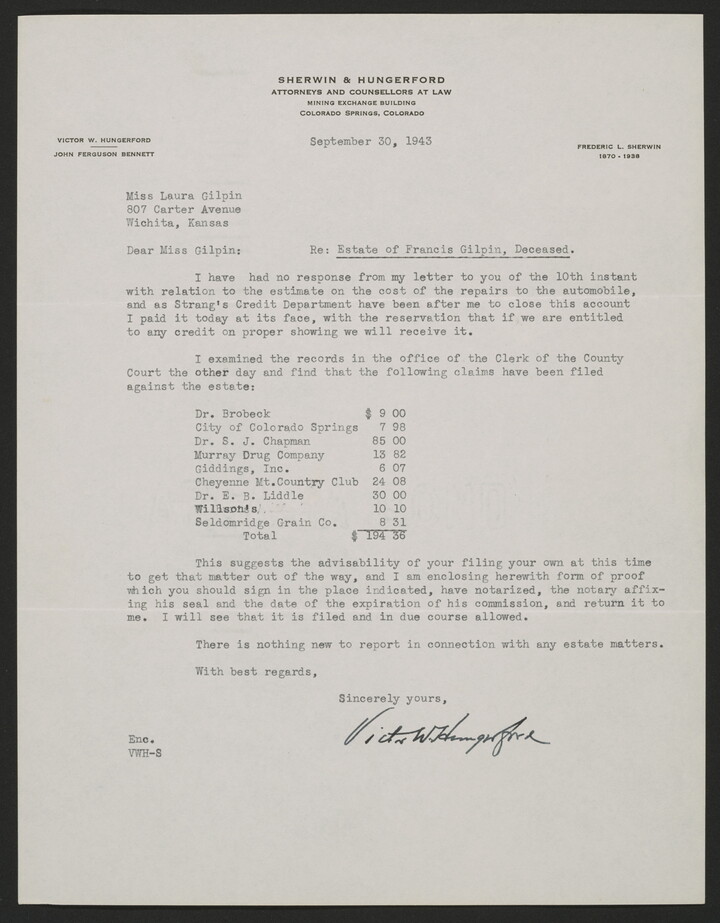 SHERWIN & HUNGERFORD
ATTORNEYS AND COUNSELLORS AT LAW
MINING EXCHANGE BUILDING
COLORADO SPRINGS, COLORADO
VICTOR W. HUNGERFORD
JOHN FERGUSON BENNETT
September 30, 1943
FREDERIC L. SHERWIN
1870 - 1938
Miss Laura Gilpin
807 Carter Avenue
Wichita, Kansas
Dear Miss Gilpin: Re: Estate of Francis Gilpin, Deceased.
I have had no response from my letter to you of the 10th instant
with relation to the estimate on the cost of the repairs to the automobile,
and as Strang's Credit Department have been after me to close this account
I paid it today at its face, with the reservation that if we are entitled
to any credit on proper showing we will receive it.
I examined the records in the office of the Clerk of the County
Court the other day and find that the following claims have been filed
against the estate:
Dr. Brobeck $ 9 00
City of Colorado Springs 7 98
Dr. S. J. Chapman 85 00
Murray Drug Company 13 82
Giddings, Inc. 6 07
Cheyenne Mt.Country Club 24 08
Dr. E. B. Liddle 30 00
Willson's 10 10
Seldomridge Grain Co. 8 31
Total $ 194 36
This suggests the advisability of your filing your own at this time
to get that matter out of the way, and I am enclosing herewith form of proof
which you should sign in the place indicated, have notarized, the notary affix-
ing his seal and the date of the expiration of his commission, and return it to
me. I will see that it is filed and in due course allowed.
There is nothing new to report in connection with any estate matters.
With best regards,
Sincerely yours,
Victor W. Hungerford
Enc.
VWH-S